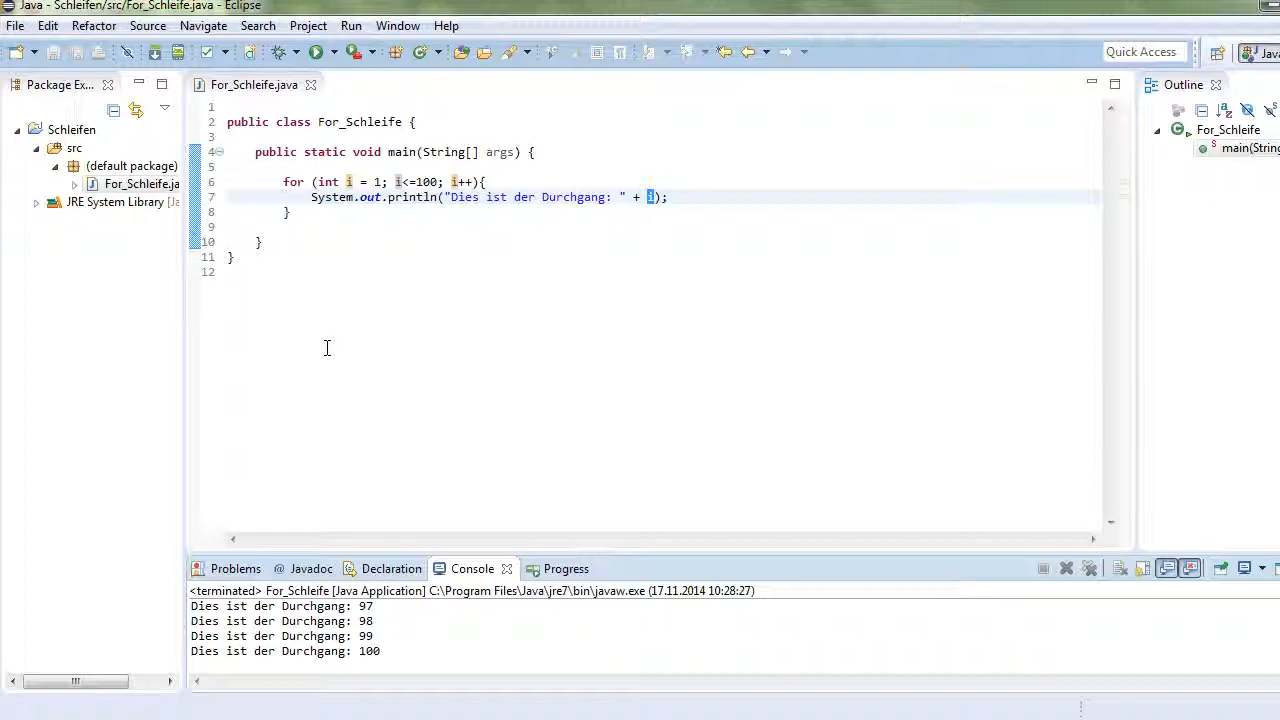 Java - Schleifen/src/For_Schleife.java - Eclipse
File Edit Refactor Source Navigate Search Project Run Window Help
Quick Access Java
Package Ex... For_Schleife.java Outline
Schleifen
src
(default package)
For_Schleife.ja
JRE System Library [Ja
1
2 public class For_Schleife {
3
4 public static void main(String[] args) {
5
6 for (int i = 1; i<=100; i++){
7 System.out.println("Dies ist der Durchgang: " + i);
8 }
9
10 }
11 }
12
For_Schleife
main(String
Problems @ Javadoc Declaration Console Progress
<terminated> For_Schleife [Java Application] C:\Program Files\Java\jre7\bin\javaw.exe (17.11.2014 10:28:27)
Dies ist der Durchgang: 97
Dies ist der Durchgang: 98
Dies ist der Durchgang: 99
Dies ist der Durchgang: 100